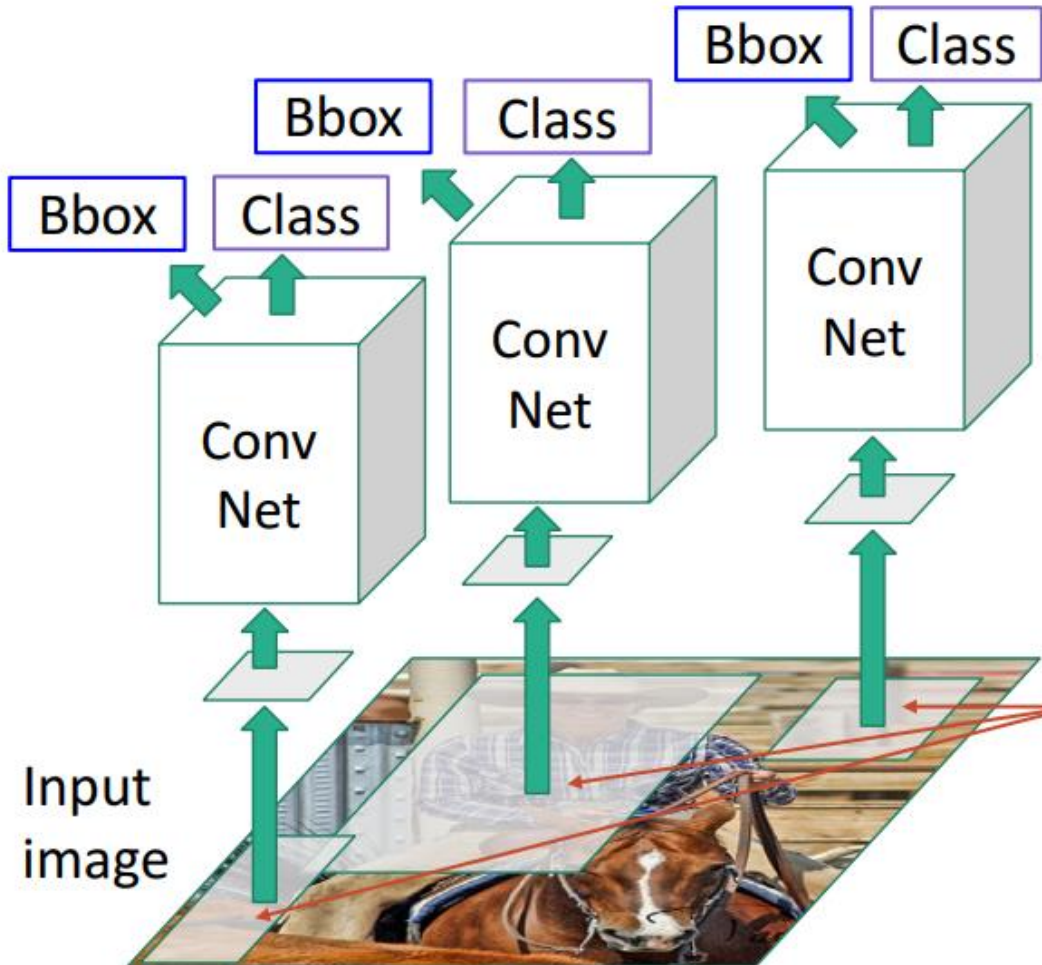 Bbox
Class
Bbox
Class
Bbox
Class
Conv
Net
Conv
Net
Conv
Net
Input
image